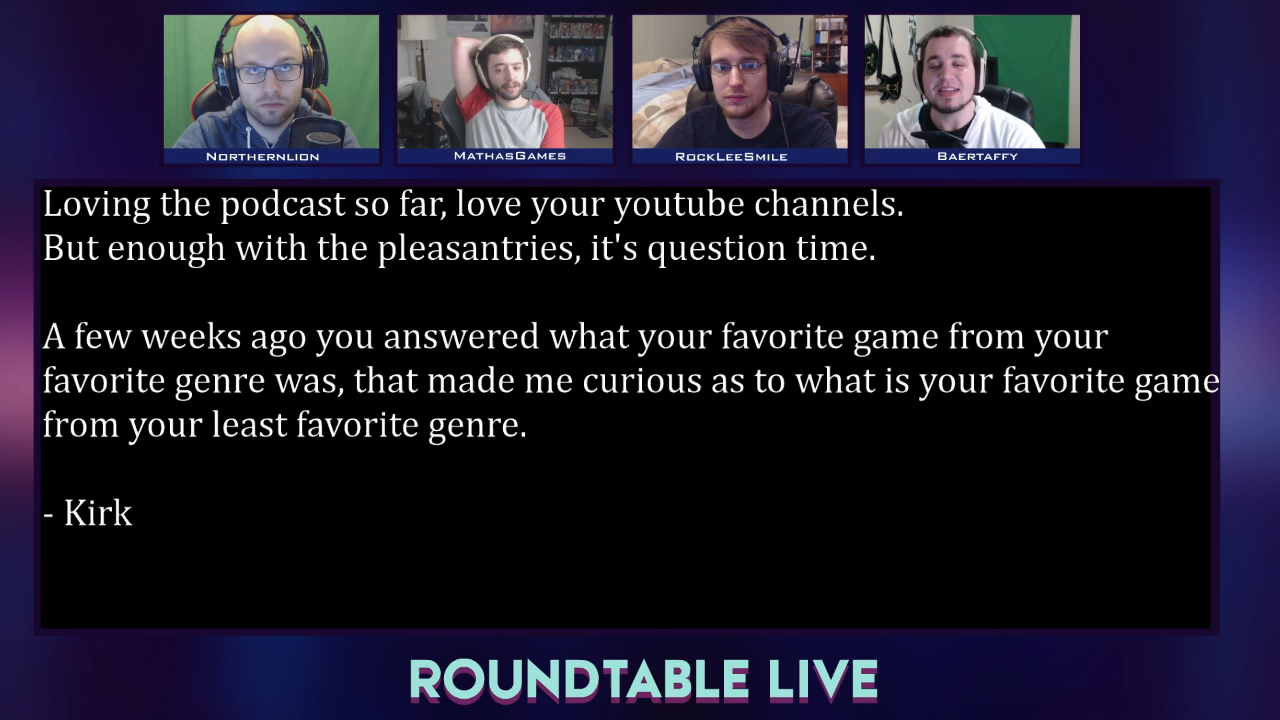 NORTHERNLION
MATHASGAMES
ROCKLEESMILE
BAERTAFFY
Loving the podcast so far, love your youtube channels.
But enough with the pleasantries, it's question time.
A few weeks ago you answered what your favorite game from your
favorite genre was, that made me curious as to what is your favorite game
from your least favorite genre.
- Kirk
ROUNDTABLE LIVE